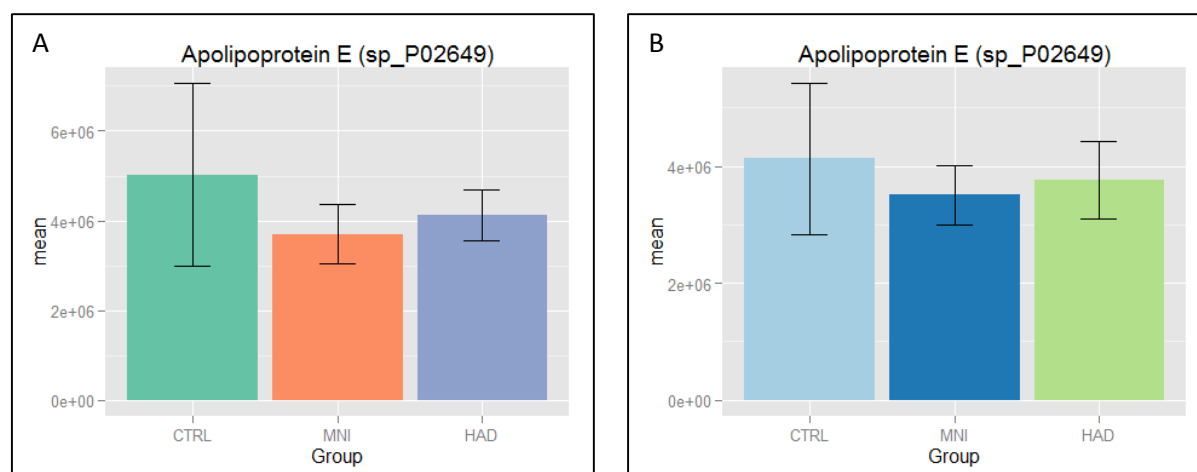 A
Apolipoprotein E (sp_P02649)
mean
6e+06
4e+06
2e+06
0e+00
CTRL MNI HAD
Group
B
Apolipoprotein E (sp_P02649)
mean
4e+06
2e+06
0e+00
CTRL MNI HAD
Group